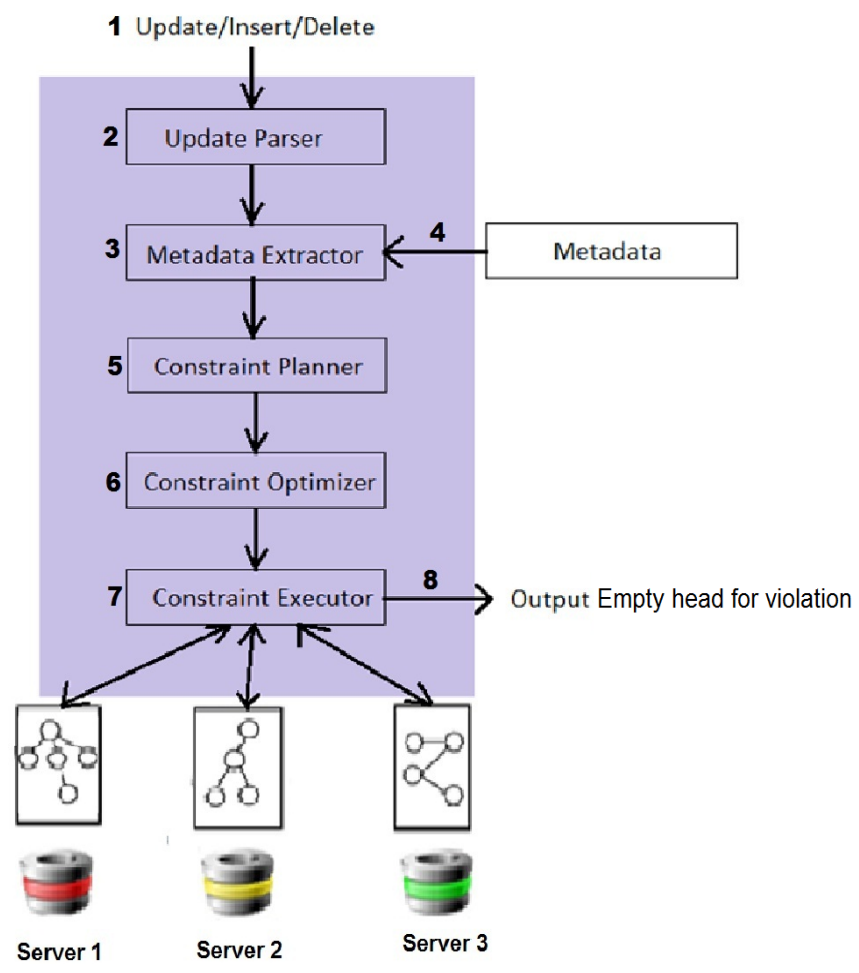 1 Update/Insert/Delete
2 Update Parser
3 Metadata Extractor
4
Metadata
5 Constraint Planner
6 Constraint Optimizer
7 Constraint Executor
8
Output Empty head for violation
Server 1
Server 2
Server 3